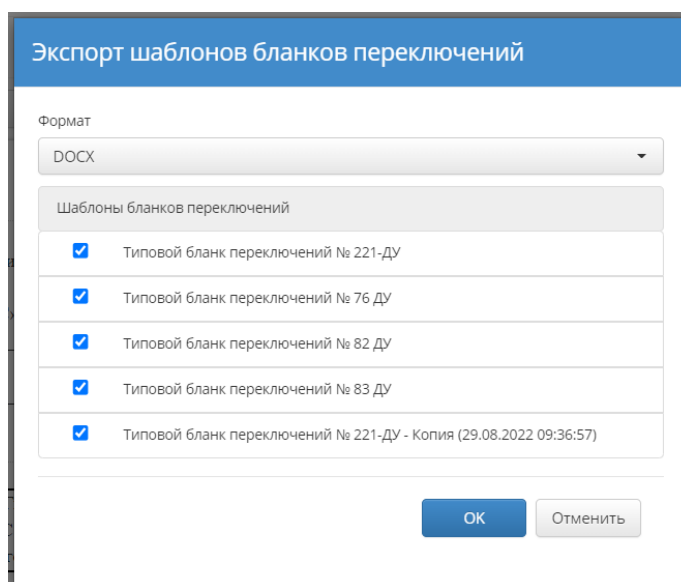 Экспорт шаблонов бланков переключений
Формат
DOCX
Шаблоны бланков переключений
Типовой бланк переключений № 221-ДУ
Типовой бланк переключений № 76 ДУ
Типовой бланк переключений № 82 ДУ
Типовой бланк переключений № 83 ДУ
Типовой бланк переключений № 221-ДУ - Копия (29.08.2022 09:36:57)
OK Отменить